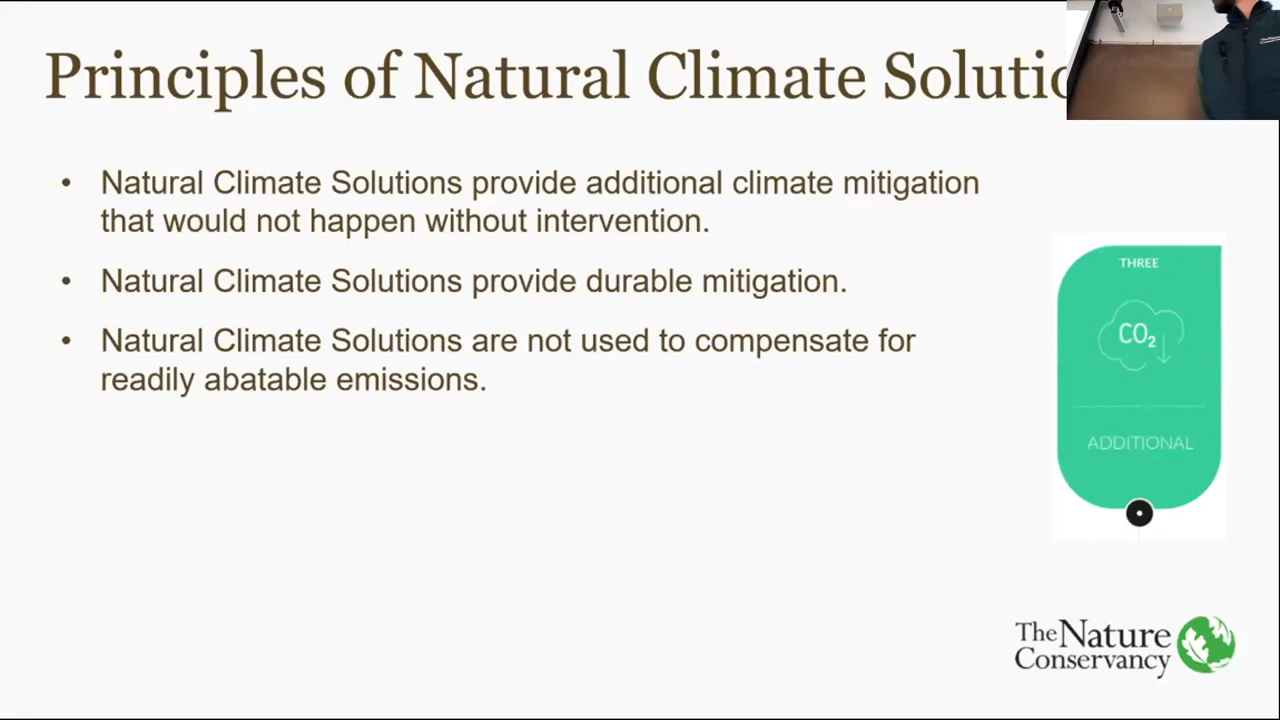 Principles of Natural Climate
Natural Climate Solutions provide additional climate mitigation
that would not happen without intervention.
Natural Climate Solutions provide durable mitigation.
Natural Climate Solutions are not used to compensate for
readily abatable emissions.
THREE
CO₂
ADDITIONAL
The Nature
Conservancy